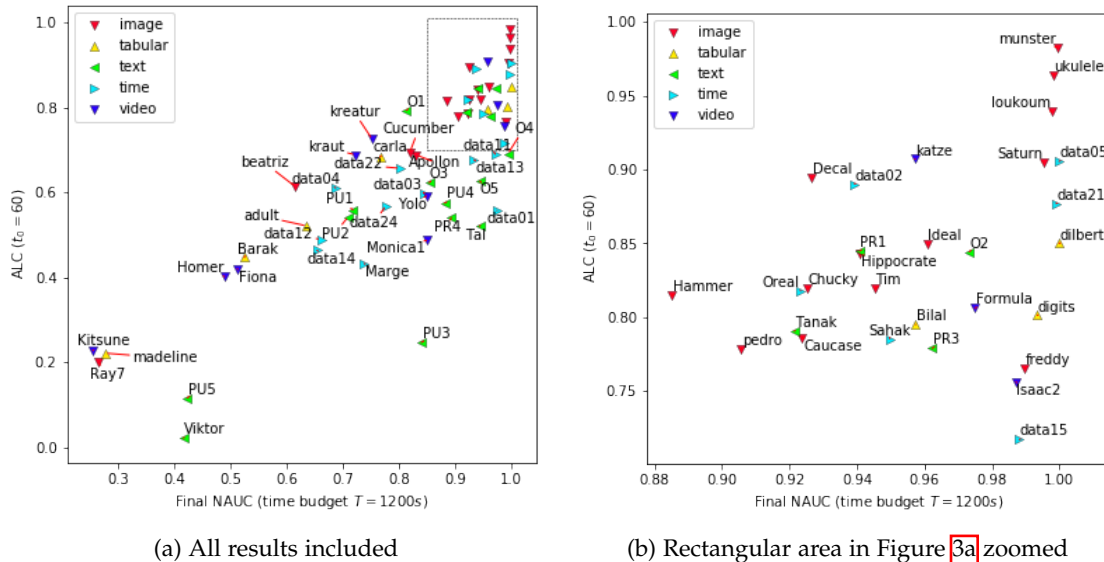 1.0
0.8
0.6
0.4
0.2
0.0
ALC (t₀ = 60)
image
tabular
text
time
video
O1
kreatur
Cucumber
O4
kraut
carla
data11
data22
Apollon
data13
beatriz
data04
data03
O3
PU1
Yolo
PU4
O5
adult
data24
data12
PU2
PR4
data01
Tal
Barak
data14
Monica1
Homer
Fiona
Marge
Kitsune
madeline
PU3
Ray7
PU5
Viktor
0.3 0.4 0.5 0.6 0.7 0.8 0.9 1.0
Final NAUC (time budget T = 1200s)
(a) All results included
1.00
0.95
0.90
0.85
0.80
0.75
ALC (t₀ = 60)
image
tabular
text
time
video
munster
ukulele
loukoum
katze
Saturn
data05
Decal
data02
data21
PR1
Ideal
O2
dilbert
Hippocrate
Hammer
Oreal
Chucky
Tim
Formula
digits
Tanak
Bilal
Sahak
pedro
Caucase
PR3
freddy
Isaac2
data15
0.88 0.90 0.92 0.94 0.96 0.98 1.00
Final NAUC (time budget T = 1200s)
(b) Rectangular area in Figure 3a zoomed